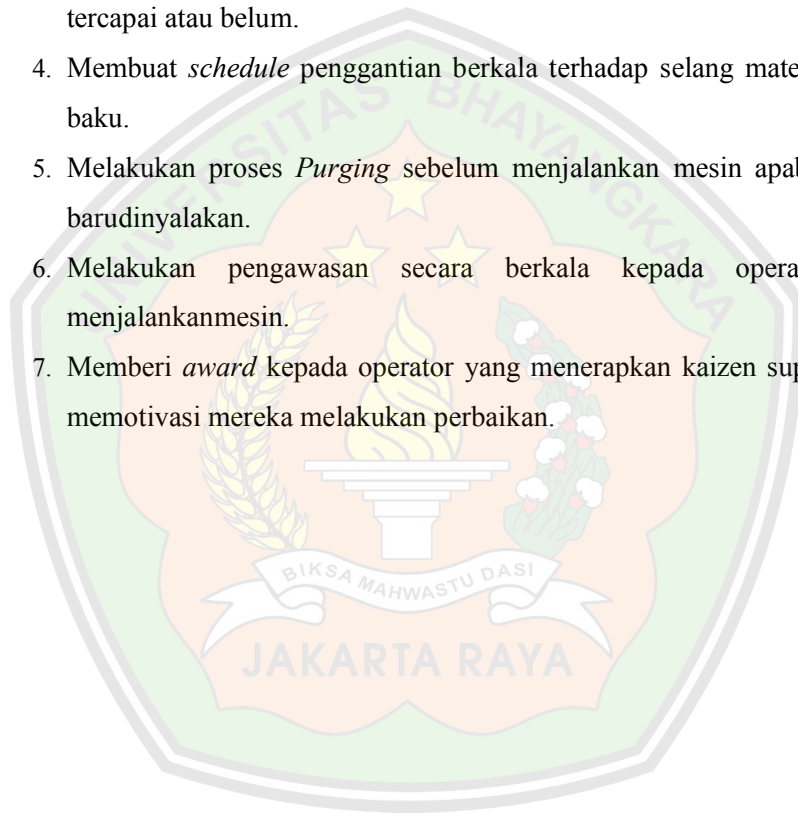 tercapai atau belum.
4. Membuat schedule penggantian berkala terhadap selang mate
baku.
5. Melakukan proses Purging sebelum menjalankan mesin apab
barudinyalakan.
6. Melakukan pengawasan secara berkala kepada opera
menjalankanmesin.
7. Memberi award kepada operator yang menerapkan kaizen sup
memotivasi mereka melakukan perbaikan.
UNIVERSITAS BHAYANGKARA
BIKSA MAHWASTU DASI
JAKARTA RAYA